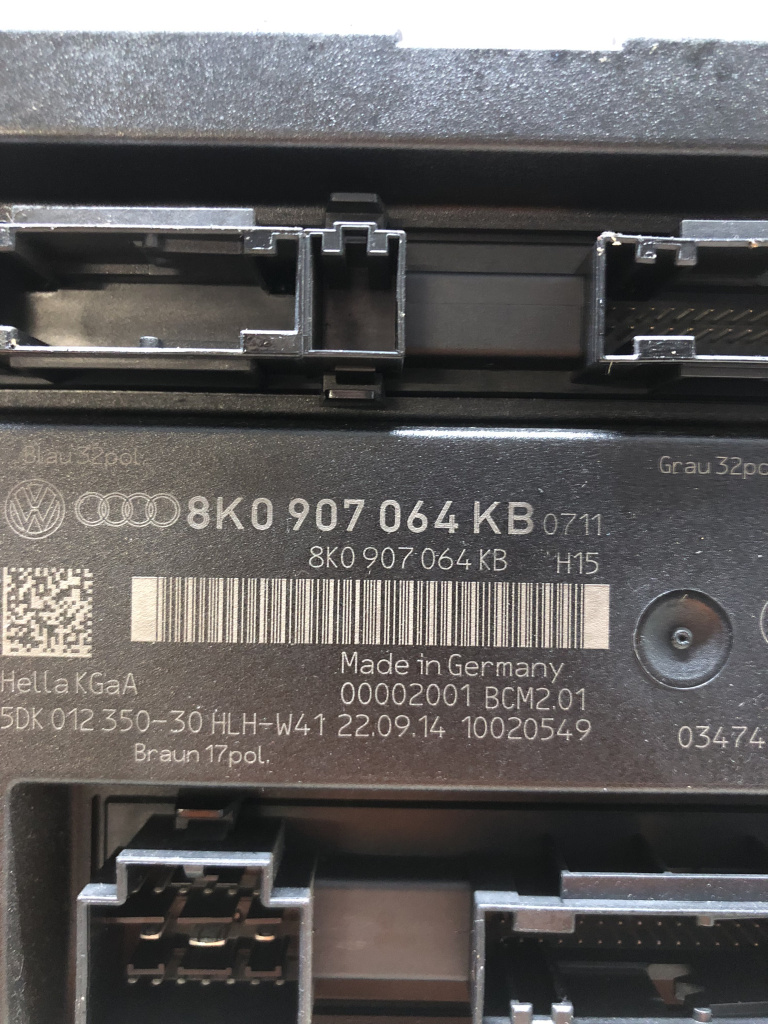 Blau 32pol.
Grau 32po
8K0 907 064 KB 0711
8K0 907 064 KB H15
Made in Germany
Hella KGaA
00002001 BCM2.01
5DK 012 350-30 HLH-W41 22.09.14 10020549
03474
Braun 17pol.